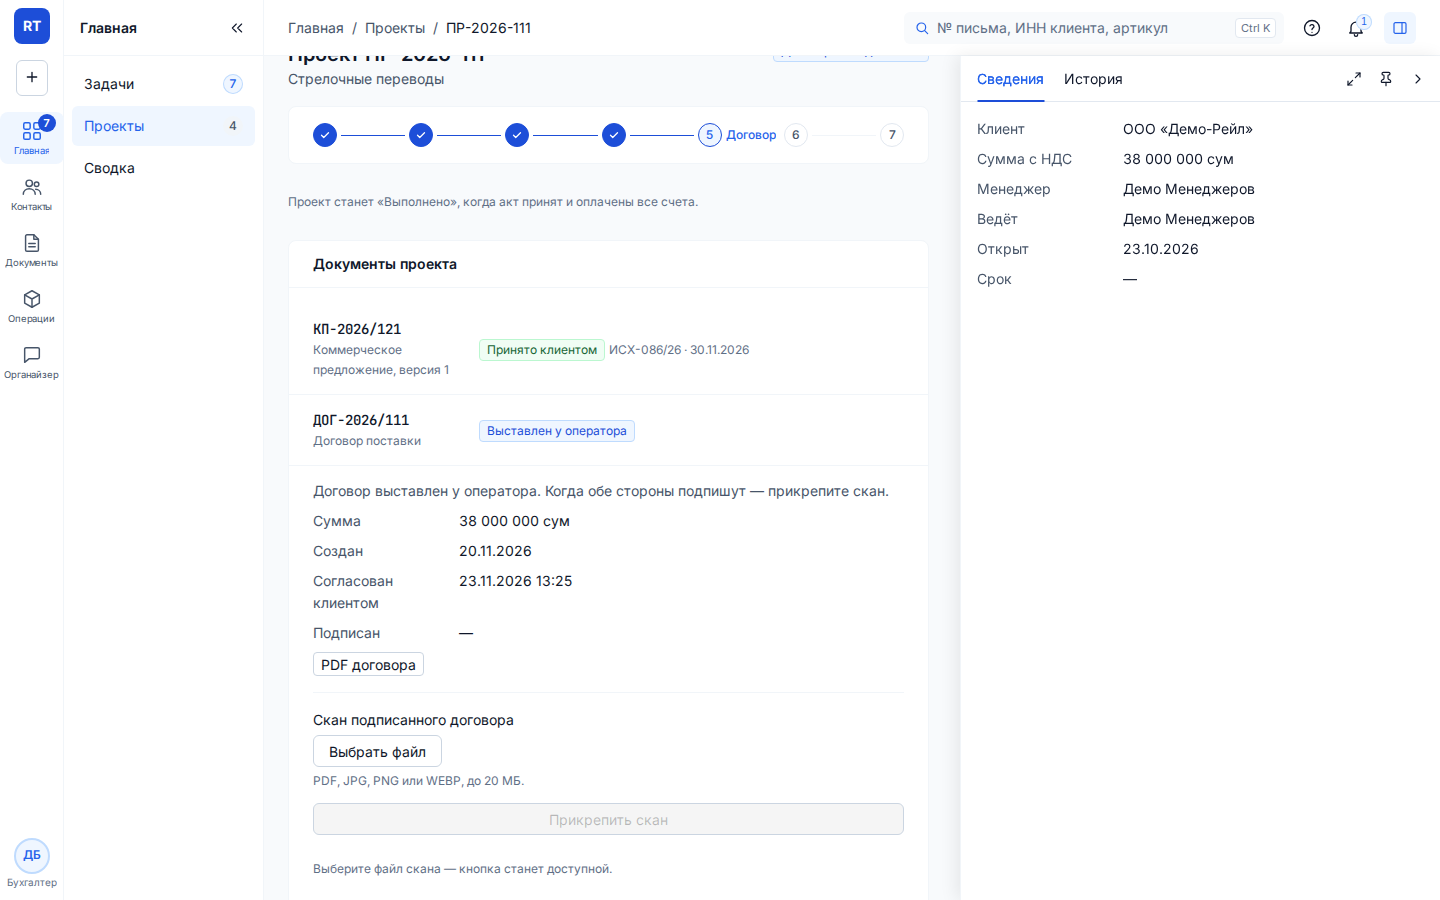 RT
Главная
Главная / Проекты / ПР-2026-111
№ письма, ИНН клиента, артикул
Ctrl K
1
Задачи
7
Проекты
4
Сводка
7
Главная
Контакты
Документы
Операции
Органайзер
ДБ
Бухгалтер
Проект ПР-2026-111
Стрелочные переводы
5 Договор 6 7
Проект станет «Выполнено», когда акт принят и оплачены все счета.
Документы проекта
КП-2026/121
Коммерческое
предложение, версия 1
Принято клиентом ИСХ-086/26 · 30.11.2026
ДОГ-2026/111
Договор поставки
Выставлен у оператора
Договор выставлен у оператора. Когда обе стороны подпишут — прикрепите скан.
Сумма 38 000 000 сум
Создан 20.11.2026
Согласован 23.11.2026 13:25
клиентом
Подписан —
PDF договора
Скан подписанного договора
Выбрать файл
PDF, JPG, PNG или WEBP, до 20 МБ.
Прикрепить скан
Выберите файл скана — кнопка станет доступной.
Сведения История
Клиент ООО «Демо-Рейл»
Сумма с НДС 38 000 000 сум
Менеджер Демо Менеджеров
Ведёт Демо Менеджеров
Открыт 23.10.2026
Срок —